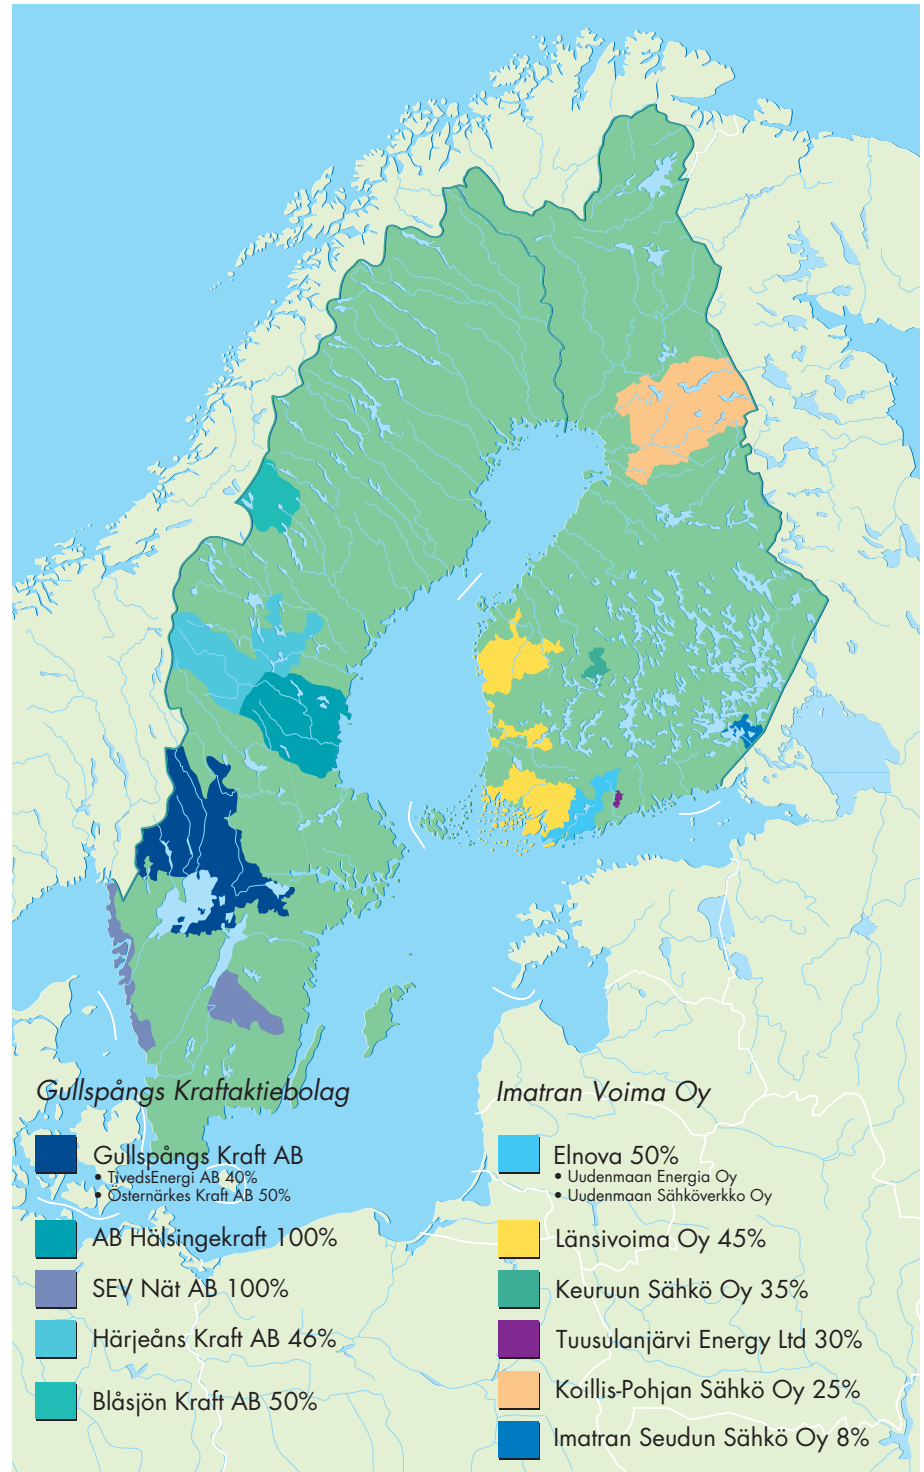 Gullspångs Kraftaktiebolag
Gullspångs Kraft AB
• TivedsEnergi AB 40%
• Östernärkes Kraft AB 50%
AB Hälsingekraft 100%
SEV Nät AB 100%
Härjeåns Kraft AB 46%
Blåsjön Kraft AB 50%
Imatran Voima Oy
Elnova 50%
• Uudenmaan Energia Oy
• Uudenmaan Sähköverkko Oy
Länsivoima Oy 45%
Keuruun Sähkö Oy 35%
Tuusulanjärvi Energy Ltd 30%
Koillis-Pohjan Sähkö Oy 25%
Imatran Seudun Sähkö Oy 8%